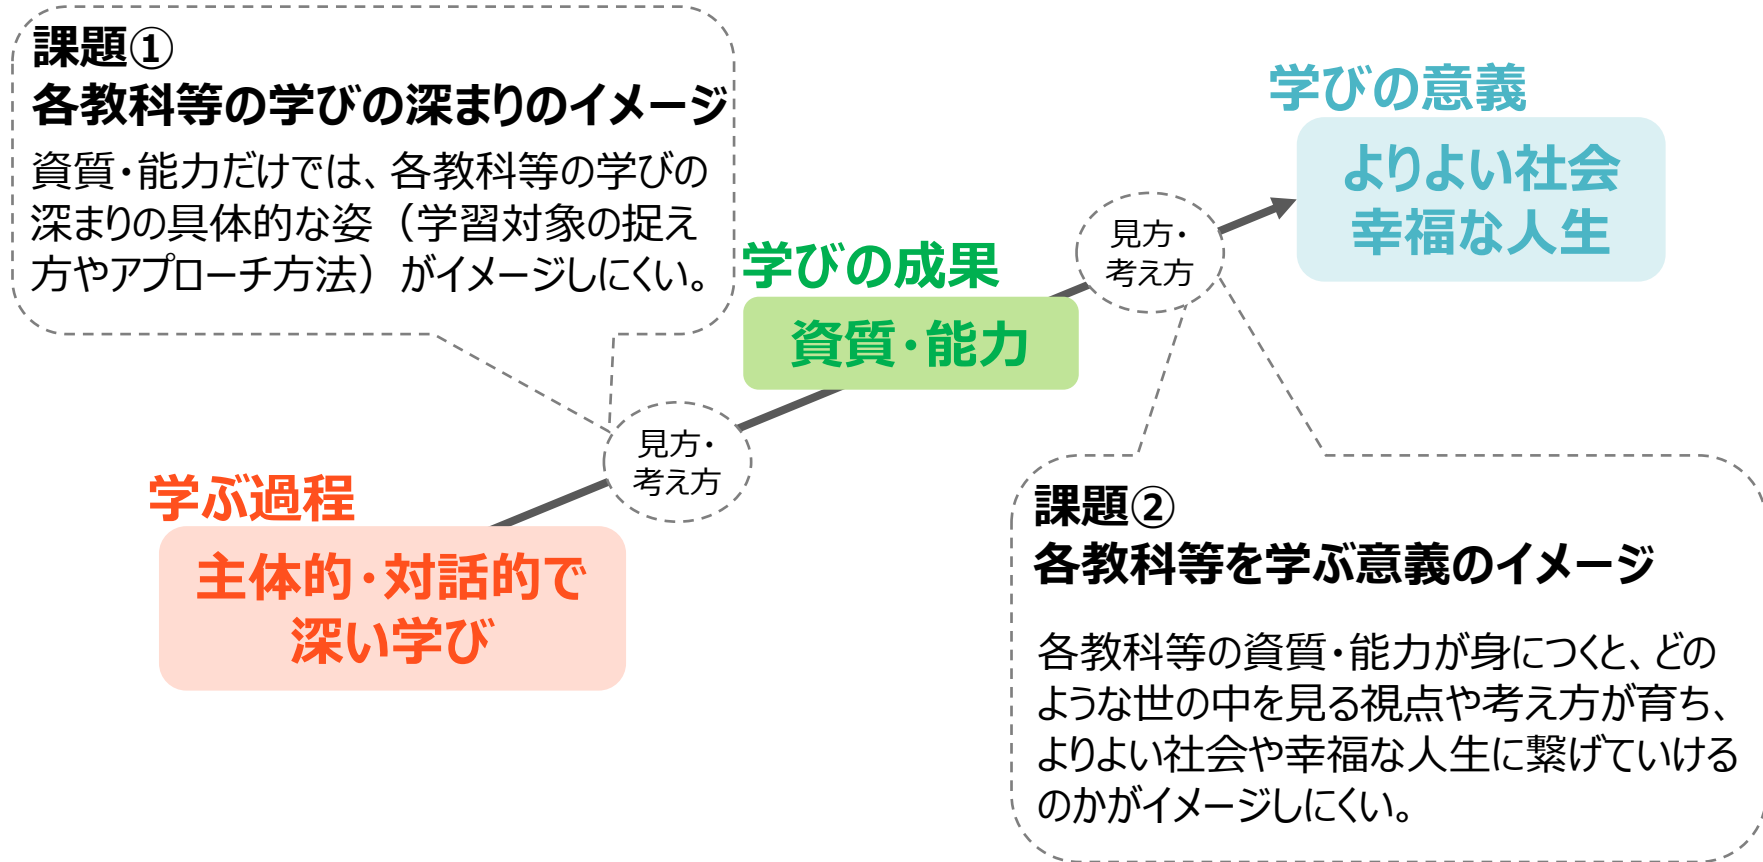 課題①
各教科等の学びの深まりのイメージ
資質・能力だけでは、各教科等の学びの
深まりの具体的な姿（学習対象の捉え
方やアプローチ方法）がイメージしにくい。
学びの意義
よりよい社会
幸福な人生
見方・
考え方
学びの成果
資質・能力
見方・
考え方
学ぶ過程
主体的・対話的で
深い学び
課題②
各教科等を学ぶ意義のイメージ
各教科等の資質・能力が身につくと、どの
ような世の中を見る視点や考え方が育ち、
よりよい社会や幸福な人生に繋げていける
のかがイメージしにくい。